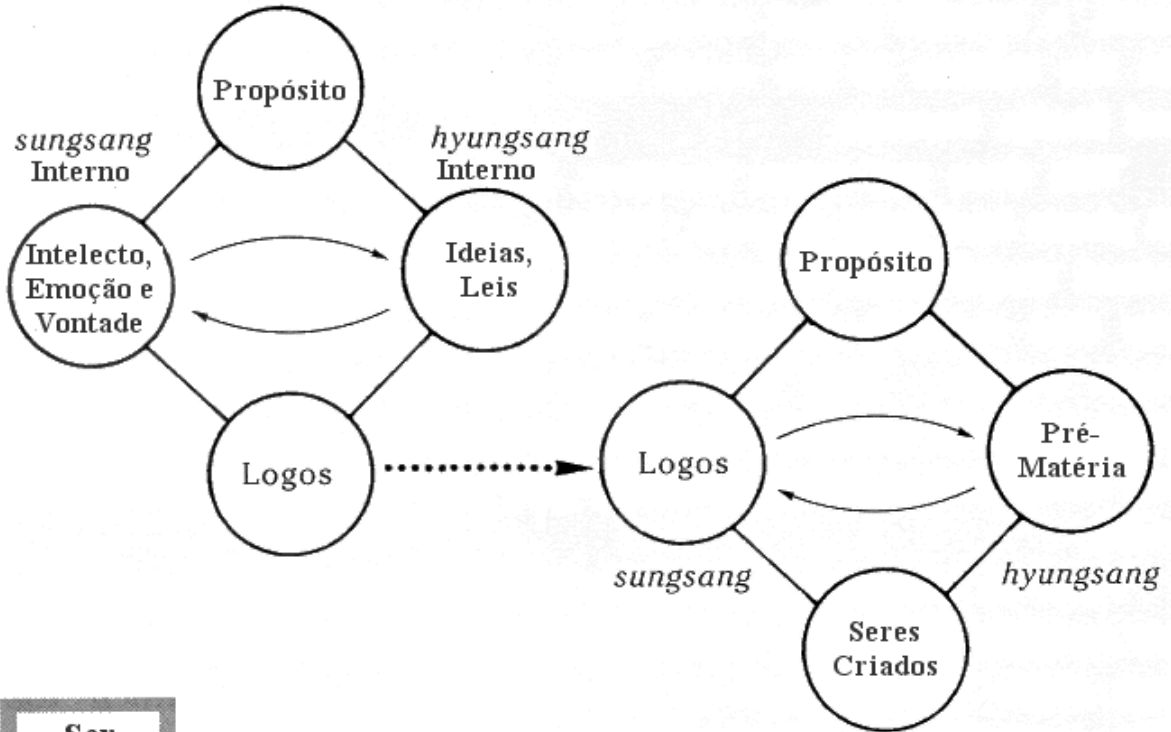 Propósito
sungsang
Interno
hyungsang
Interno
Intelecto,
Emoção e
Vontade
Ideias,
Leis
Logos
Propósito
Logos
Pré-
Matéria
sungsang
hyungsang
Seres
Criados